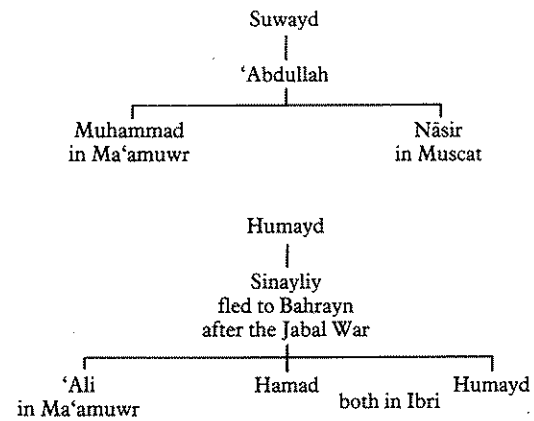 Suwayd
‘Abdullah
Muhammad Nāsir
in Ma‘amuwr in Muscat
Humayd
Sinayliy
fled to Bahrayn
after the Jabal War
‘Ali Hamad Humayd
in Ma‘amuwr both in Ibri